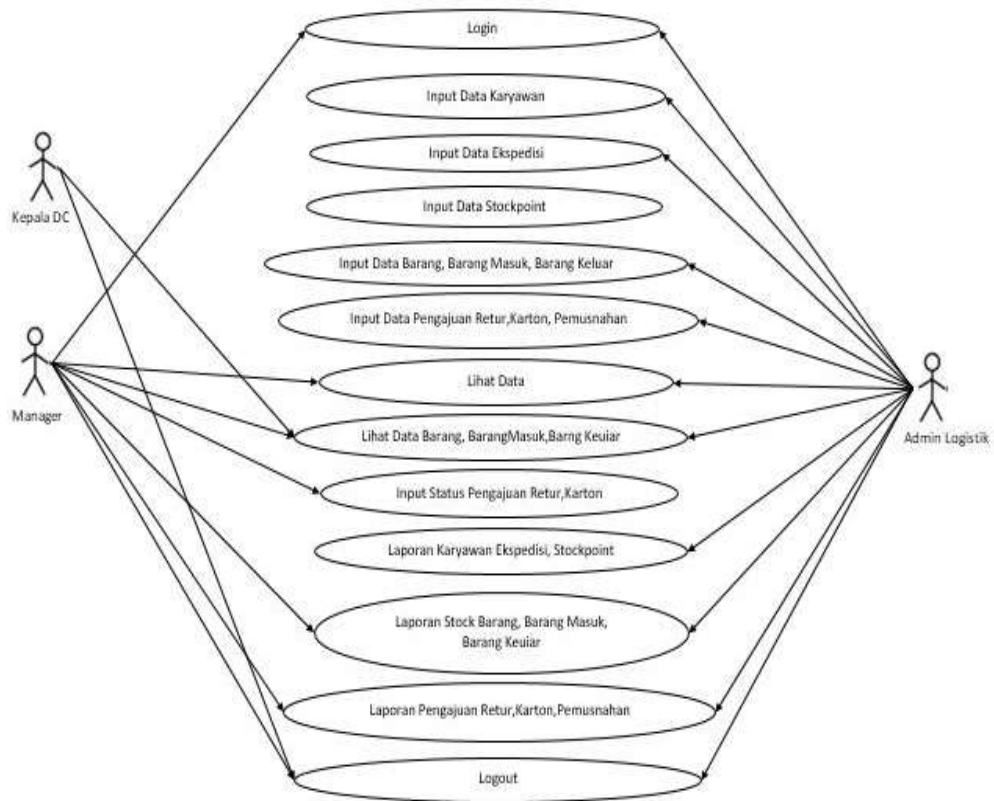 Login
Input Data Karyawan
Input Data Ekspedisi
Kepala DC
Input Data Stockpoint
Input Data Barang, Barang Masuk, Barang Keluar
Input Data Pengajuan Retur,Karton, Pemusnahan
Manager
Lihat Data
Admin Logistik
Lihat Data Barang, BarangMasuk,Barng Keuiar
Input Status Pengajuan Retur,Karton
Laporan Karyawan Ekspedisi, Stockpoint
Laporan Stock Barang, Barang Masuk,
Barang Keuiar
Laporan Pengajuan Retur,Karton,Pemusnahan
Logout